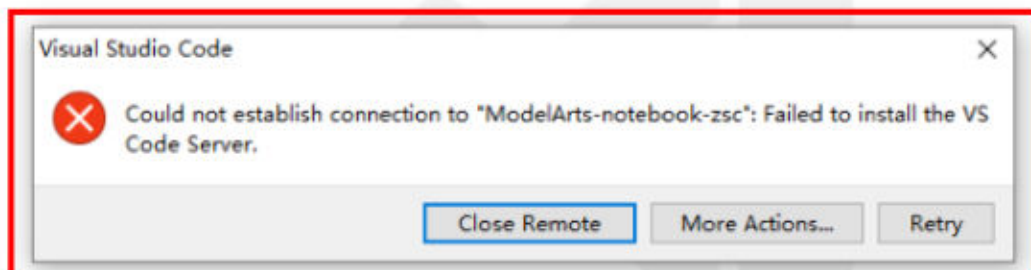 Visual Studio Code
Could not establish connection to "ModelArts-notebook-zsc": Failed to install the VS
Code Server.
Close Remote
More Actions...
Retry